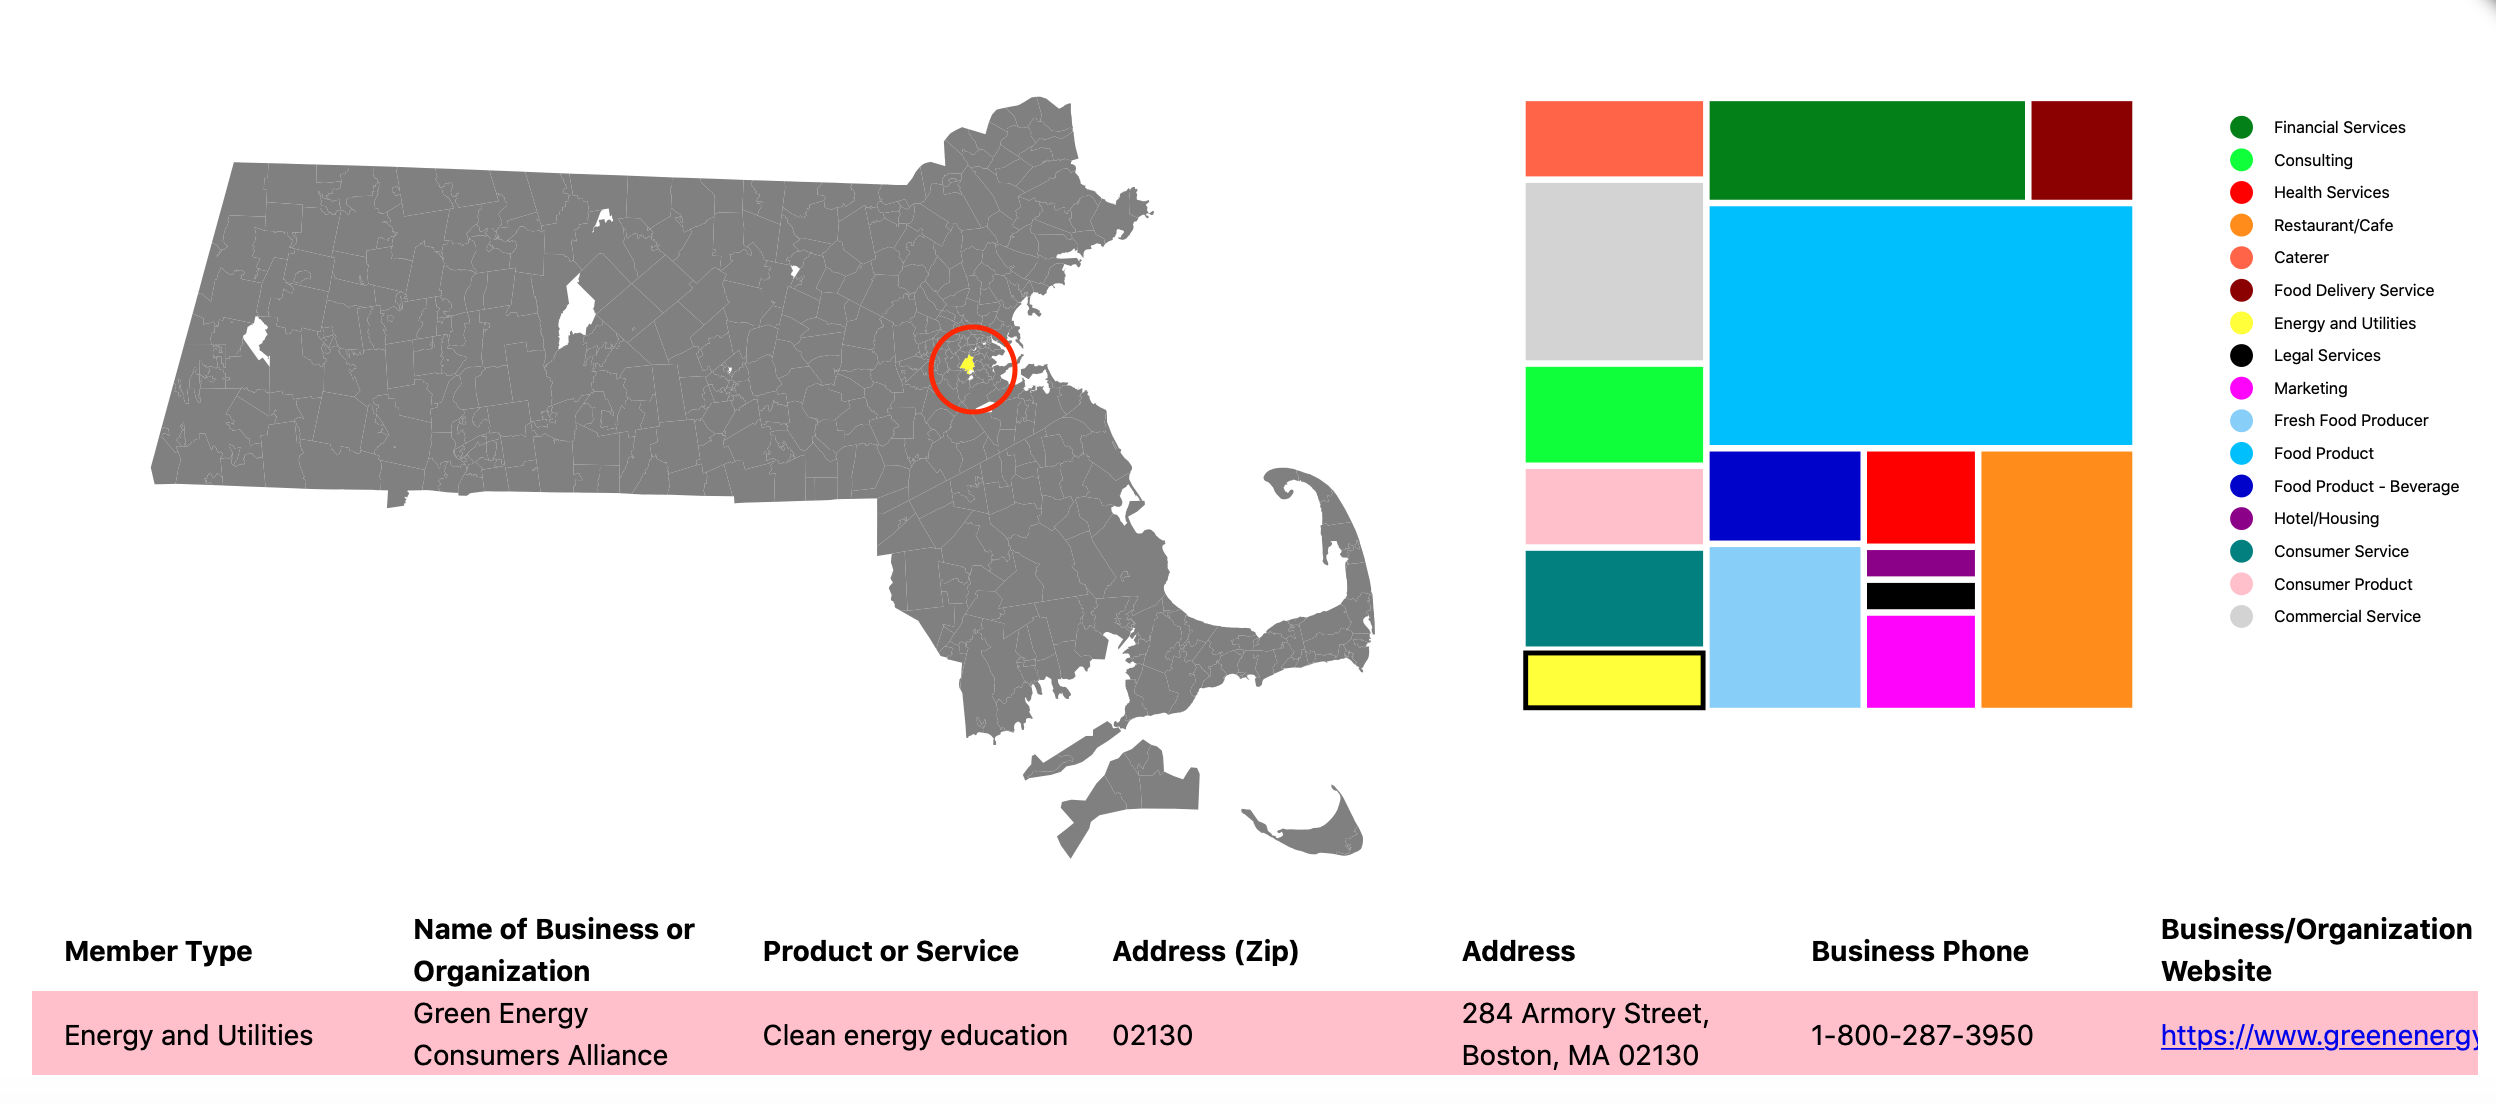 Financial Services
Consulting
Health Services
Restaurant/Cafe
Caterer
Food Delivery Service
Energy and Utilities
Legal Services
Marketing
Fresh Food Producer
Food Product
Food Product - Beverage
Hotel/Housing
Consumer Service
Consumer Product
Commercial Service
Member Type
Name of Business or
Organization
Product or Service
Address (Zip)
Address
Business Phone
Business/Organization
Website
Energy and Utilities
Green Energy
Consumers Alliance
Clean energy education
02130
284 Armory Street,
Boston, MA 02130
1-800-287-3950
https://www.greenenergy